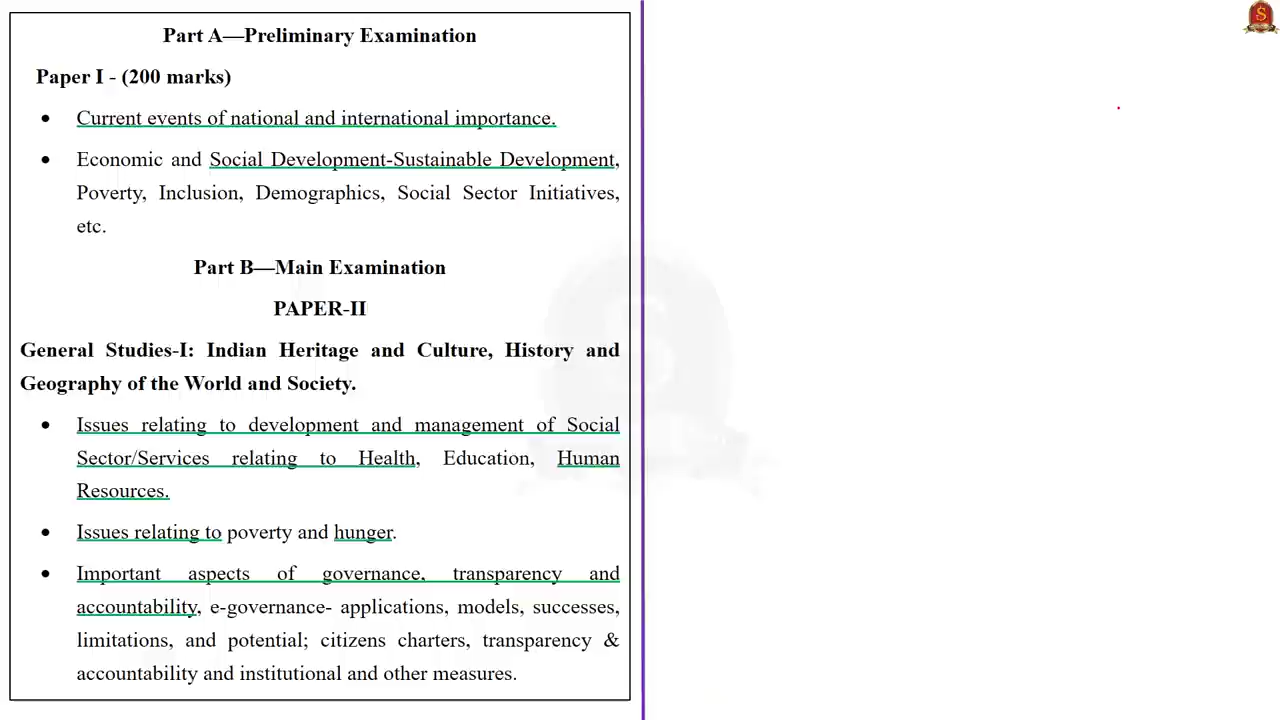 Part A—Preliminary Examination
Paper I - (200 marks)
• Current events of national and international importance.
• Economic and Social Development-Sustainable Development,
Poverty, Inclusion, Demographics, Social Sector Initiatives,
etc.
Part B—Main Examination
PAPER-II
General Studies-I: Indian Heritage and Culture, History and
Geography of the World and Society.
• Issues relating to development and management of Social
Sector/Services relating to Health, Education, Human
Resources.
• Issues relating to poverty and hunger.
• Important aspects of governance, transparency and
accountability, e-governance- applications, models, successes,
limitations, and potential; citizens charters, transparency &
accountability and institutional and other measures.